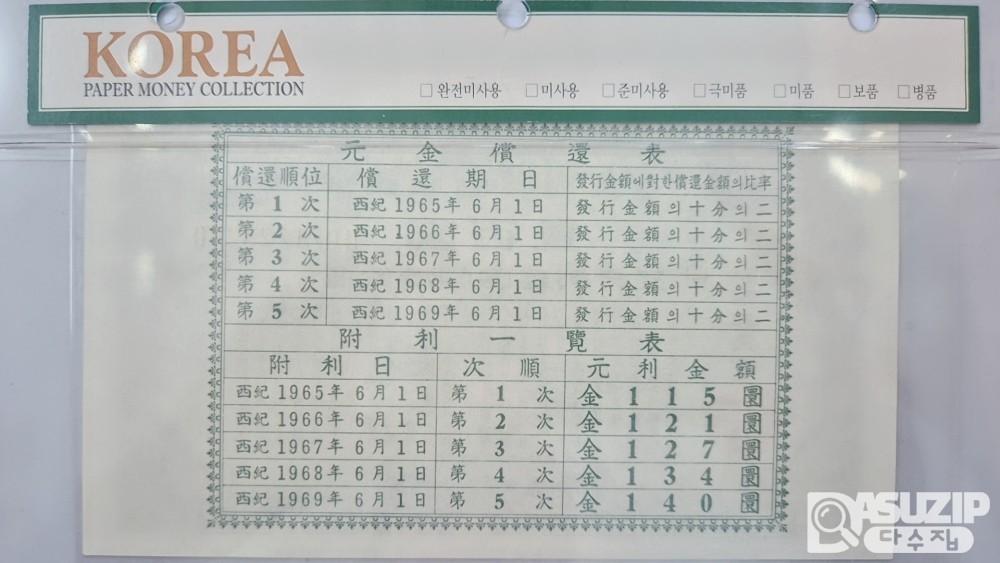 KOREA
PAPER MONEY COLLECTION
□ 완전미사용 □ 미사용 □ 준미사용 □ 극미품 □ 미품 □ 보품 □ 병품
元金償還表
償還順位 償還期日 發行金額에對한償還金額의比率
第1次 西紀1965年6月1日 發行金額의十分의二
第2次 西紀1966年6月1日 發行金額의十分의二
第3次 西紀1967年6月1日 發行金額의十分의二
第4次 西紀1968年6月1日 發行金額의十分의二
第5次 西紀1969年6月1日 發行金額의十分의二
附利一覽表
附利日 次順 元利金額
西紀1965年6月1日 第1次 金115圜
西紀1966年6月1日 第2次 金121圜
西紀1967年6月1日 第3次 金127圜
西紀1968年6月1日 第4次 金134圜
西紀1969年6月1日 第5次 金140圜
DASUZIP
다수집